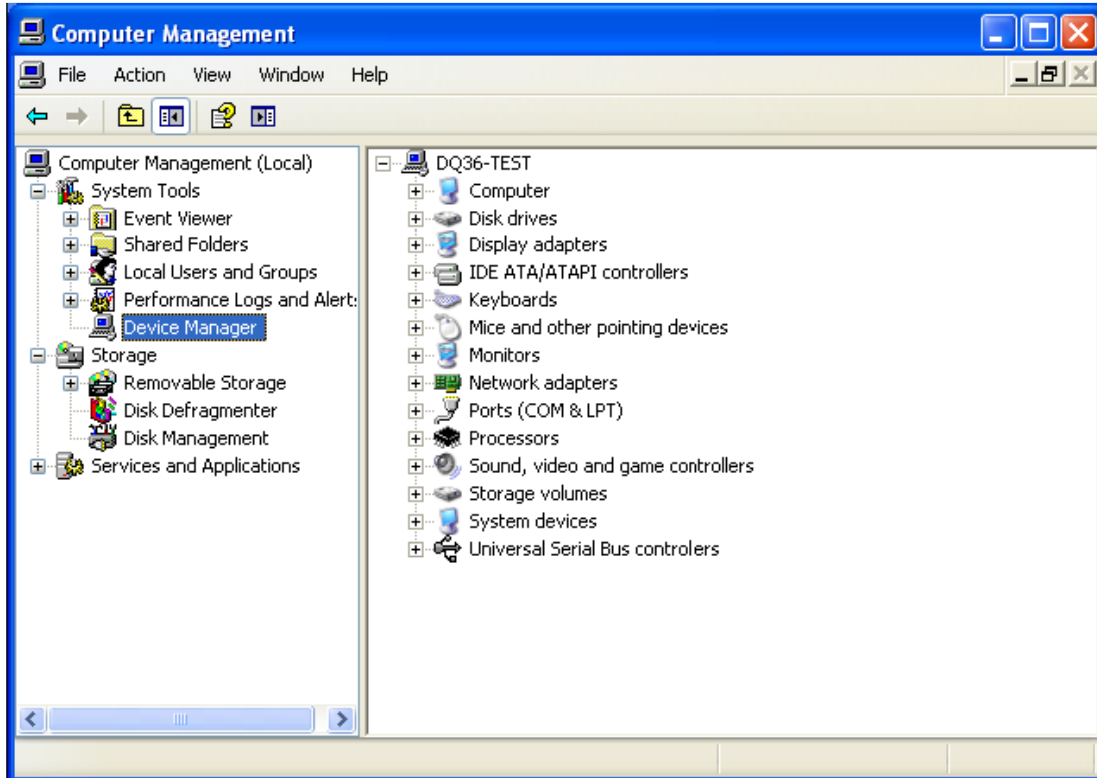 Computer Management
File Action View Window Help
Computer Management (Local)
System Tools
Event Viewer
Shared Folders
Local Users and Groups
Performance Logs and Alert:
Device Manager
Storage
Removable Storage
Disk Defragmenter
Disk Management
Services and Applications
DQ36-TEST
Computer
Disk drives
Display adapters
IDE ATA/ATAPI controllers
Keyboards
Mice and other pointing devices
Monitors
Network adapters
Ports (COM & LPT)
Processors
Sound, video and game controllers
Storage volumes
System devices
Universal Serial Bus controlers